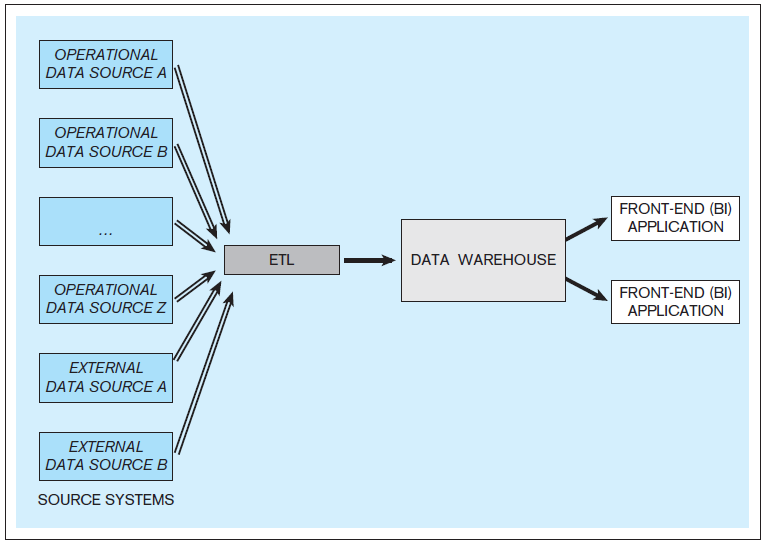 OPERATIONAL
DATA SOURCE A
OPERATIONAL
DATA SOURCE B
...
OPERATIONAL
DATA SOURCE Z
EXTERNAL
DATA SOURCE A
EXTERNAL
DATA SOURCE B
SOURCE SYSTEMS
ETL
DATA WAREHOUSE
FRONT-END (BI)
APPLICATION
FRONT-END (BI)
APPLICATION